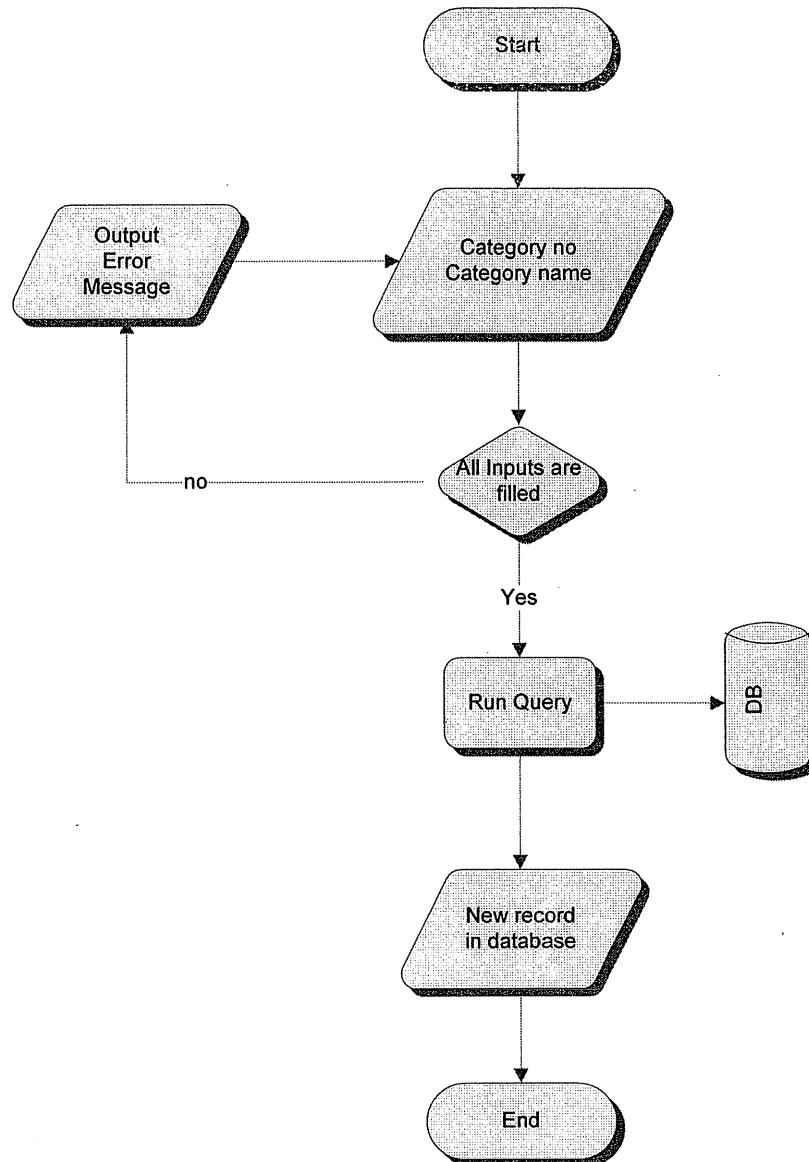 Start
Output
Error
Message
Category no
Category name
All Inputs are
filled
no
Yes
Run Query
DB
New record
in database
End